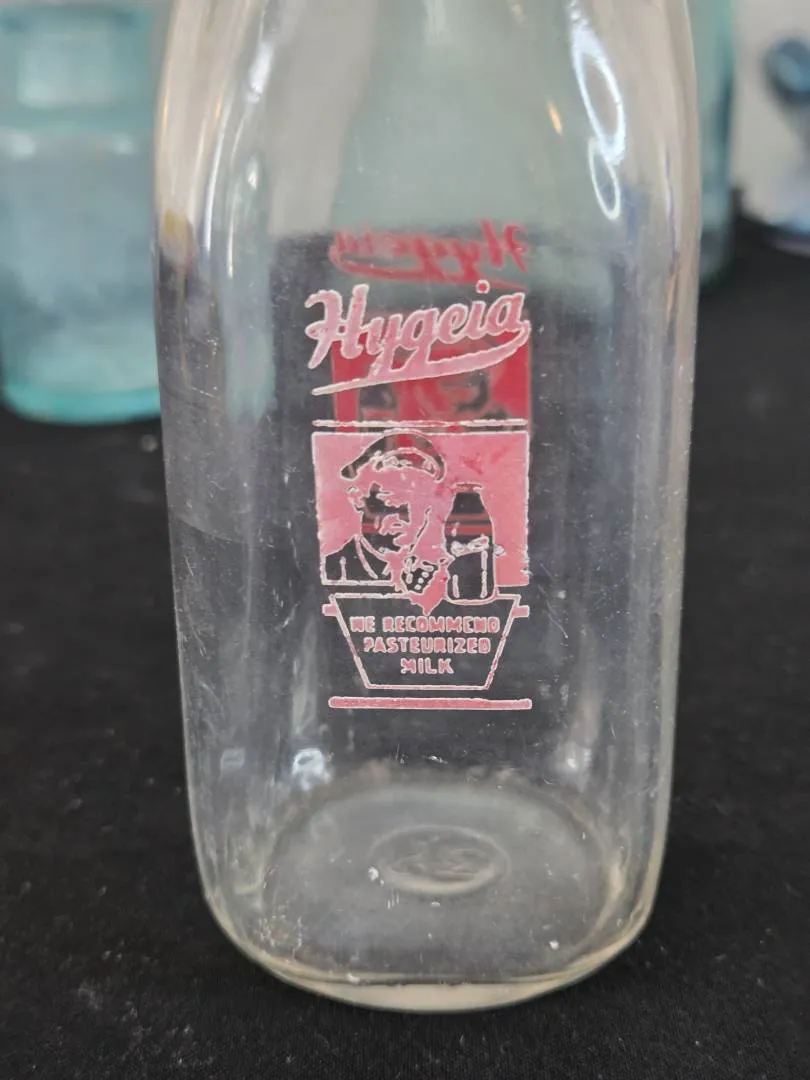 Hygeia
WE RECOMMEND
PASTEURIZED
MILK